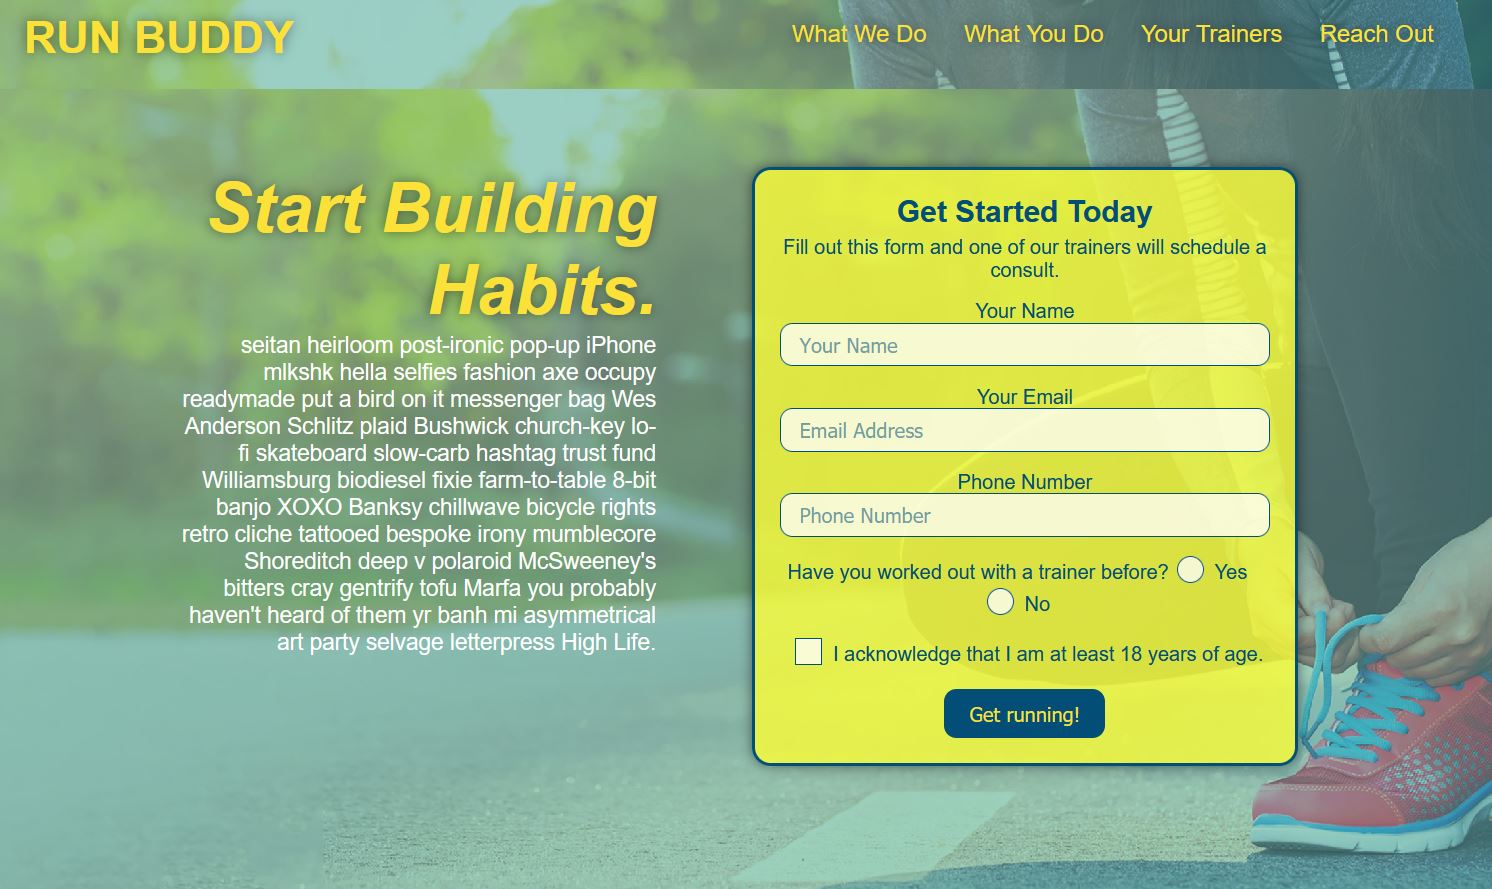 RUN BUDDY
What We Do What You Do Your Trainers Reach Out
Start Building
Habits.
seitan heirloom post-ironic pop-up iPhone
mlkshk hella selfies fashion axe occupy
readymade put a bird on it messenger bag Wes
Anderson Schlitz plaid Bushwick church-key lo-
fi skateboard slow-carb hashtag trust fund
Williamsburg biodiesel fixie farm-to-table 8-bit
banjo XOXO Banksy chillwave bicycle rights
retro cliche tattooed bespoke irony mumblecore
Shoreditch deep v polaroid McSweeney's
bitters cray gentrify tofu Marfa you probably
haven't heard of them yr banh mi asymmetrical
art party selvage letterpress High Life.
Get Started Today
Fill out this form and one of our trainers will schedule a
consult.
Your Name
Your Name
Your Email
Email Address
Phone Number
Phone Number
Have you worked out with a trainer before? Yes
No
I acknowledge that I am at least 18 years of age.
Get running!